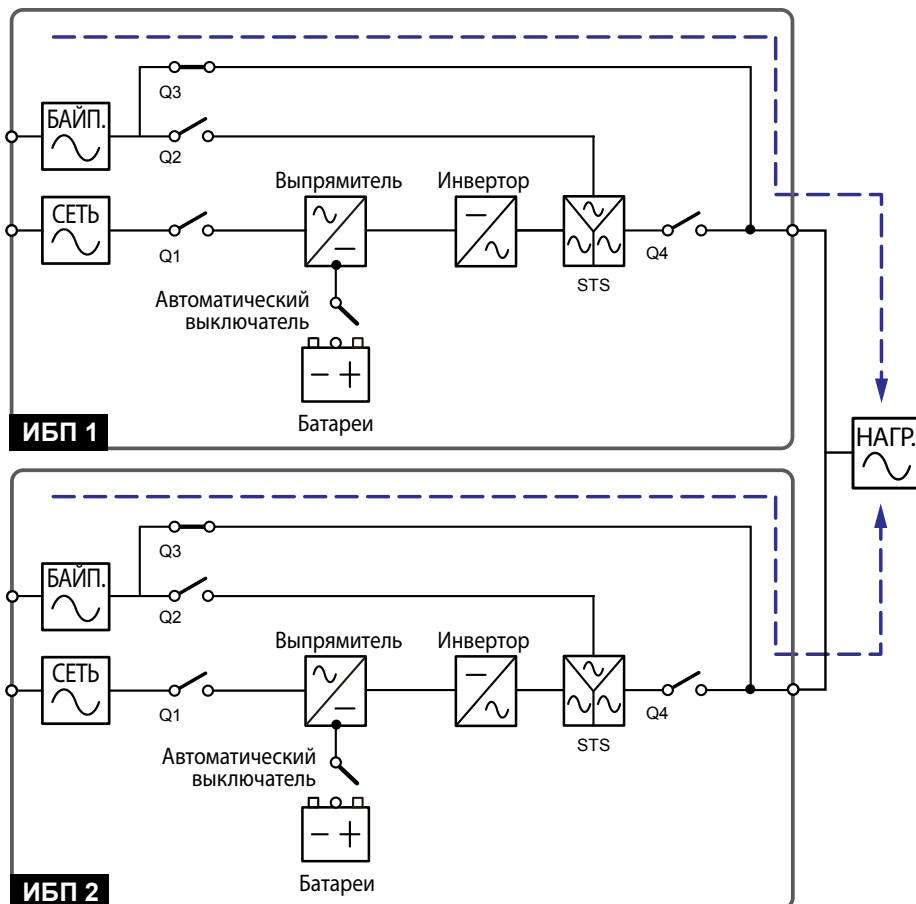 Q3
БАЙП.
Q2
Выпрямитель
Инвертор
СЕТЬ
Q1
Q4
STS
Автоматический
выключатель
Батареи
ИБП 1
НАГР.
Q3
БАЙП.
Q2
Выпрямитель
Инвертор
СЕТЬ
Q1
Q4
STS
Автоматический
выключатель
Батареи
ИБП 2